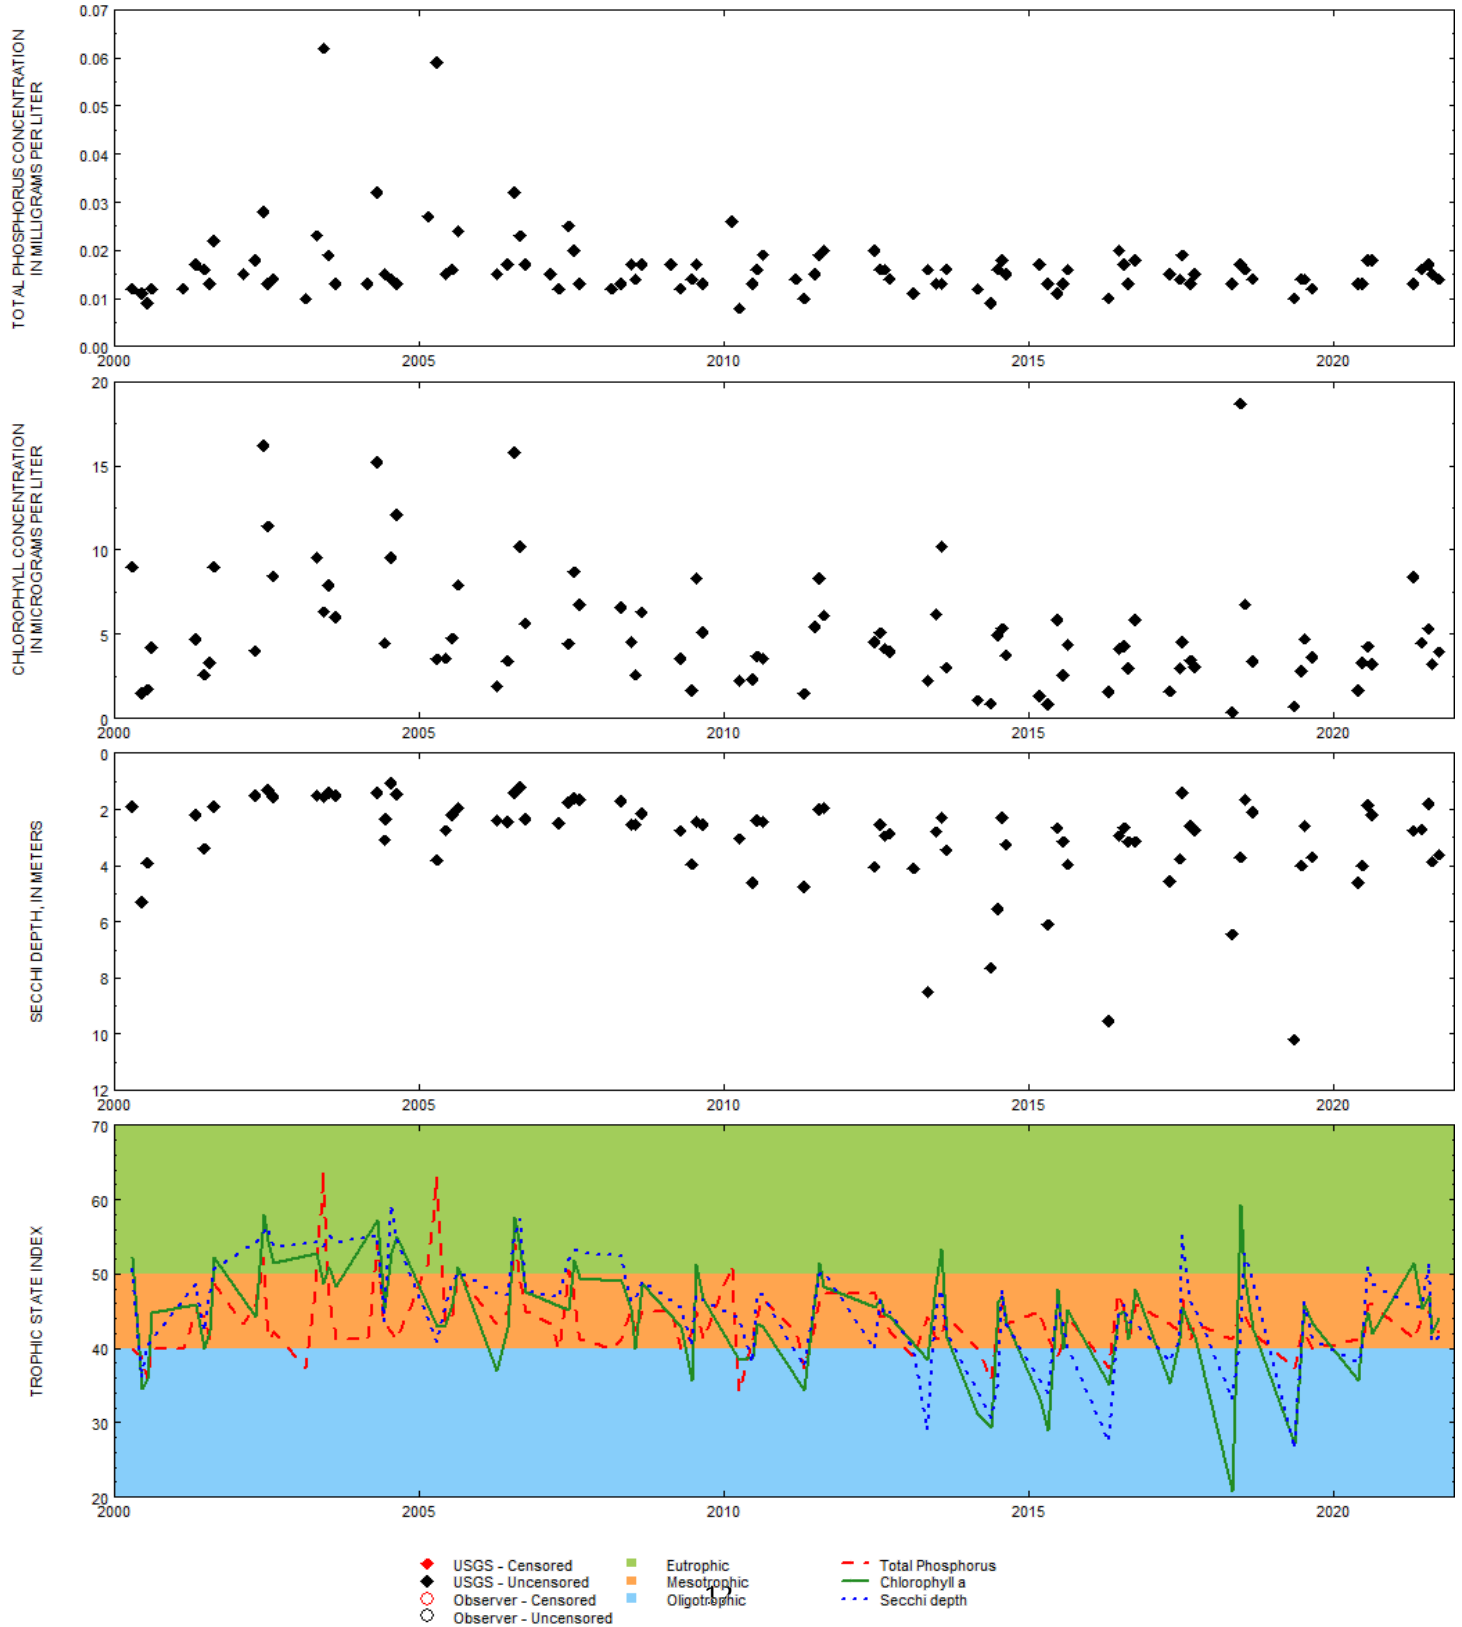 TOTAL PHOSPHORUS CONCENTRATION
IN MILLIGRAMS PER LITER
0.07
0.06
0.05
0.04
0.03
0.02
0.01
0.00
2000 2005 2010 2015 2020
CHLOROPHYLL CONCENTRATION
IN MICROGRAMS PER LITER
20
15
10
5
0
2000 2005 2010 2015 2020
SECCHI DEPTH, IN METERS
0
2
4
6
8
10
12
2000 2005 2010 2015 2020
TROPHIC STATE INDEX
70
60
50
40
30
20
2000 2005 2010 2015 2020
USGS - Censored Eutrophic Total Phosphorus
USGS - Uncensored Mesotrophic Chlorophyll a
12
Observer - Censored Oligotrophic Secchi depth
Observer - Uncensored